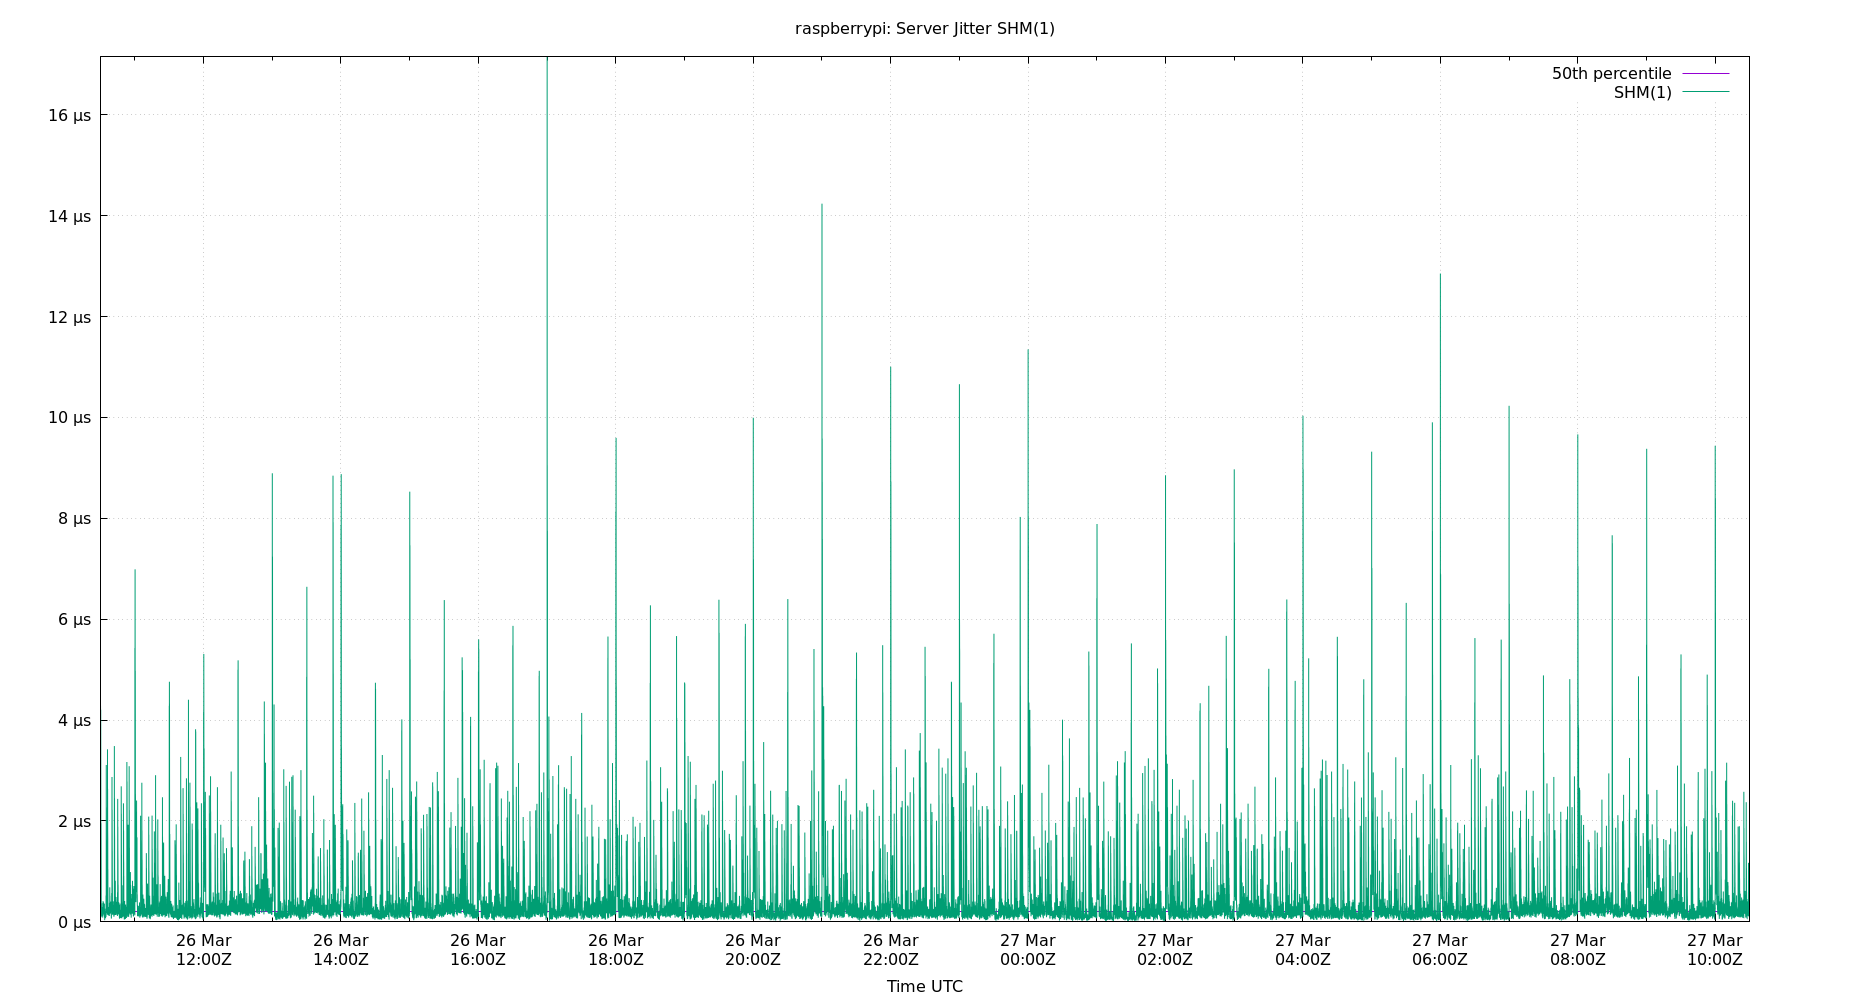 raspberrypi: Server Jitter SHM(1)
50th percentile
SHM(1)
16 µs
14 µs
12 µs
10 µs
8 µs
6 µs
4 µs
2 µs
0 µs
26 Mar 26 Mar 26 Mar 26 Mar 26 Mar 26 Mar 27 Mar 27 Mar 27 Mar 27 Mar 27 Mar 27 Mar
12:00Z 14:00Z 16:00Z 18:00Z 20:00Z 22:00Z 00:00Z 02:00Z 04:00Z 06:00Z 08:00Z 10:00Z
Time UTC